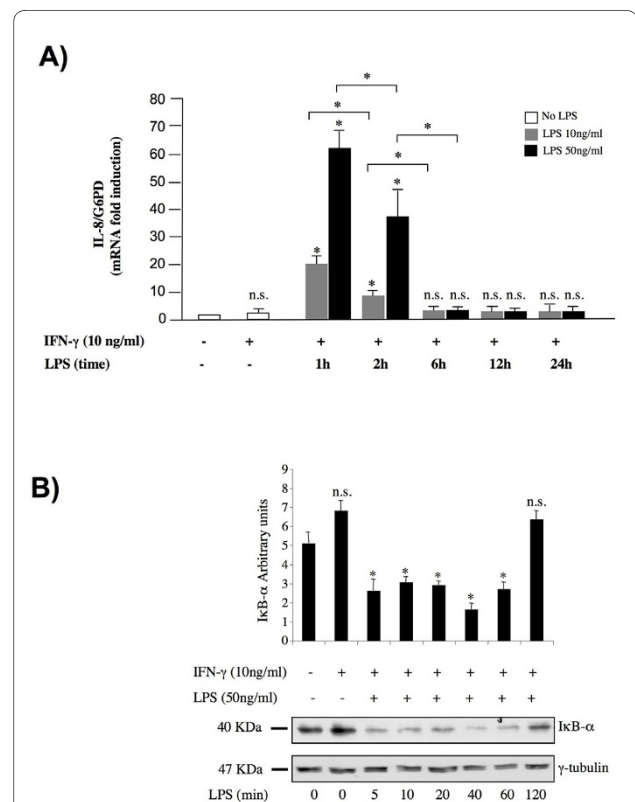 A)
* *
* * * *
80
70
60
50
40
30
20
10
0
IL-8/G6PD
(mRNA fold induction)
No LPS
LPS 10ng/ml
LPS 50ng/ml
n.s. * * * * n.s. n.s. n.s. n.s. n.s. n.s.
IFN-γ (10 ng/ml) - + + + + + +
LPS (time) - - 1h 2h 6h 12h 24h
B)
9
8
7
6
5
4
3
2
1
0
IκB-α Arbitrary units
n.s. * * * * * n.s.
IFN-γ (10ng/ml) - + + + + + + +
LPS (50ng/ml) - - + + + + + +
40 KDa IκB-α
47 KDa γ-tubulin
LPS (min) 0 0 5 10 20 40 60 120